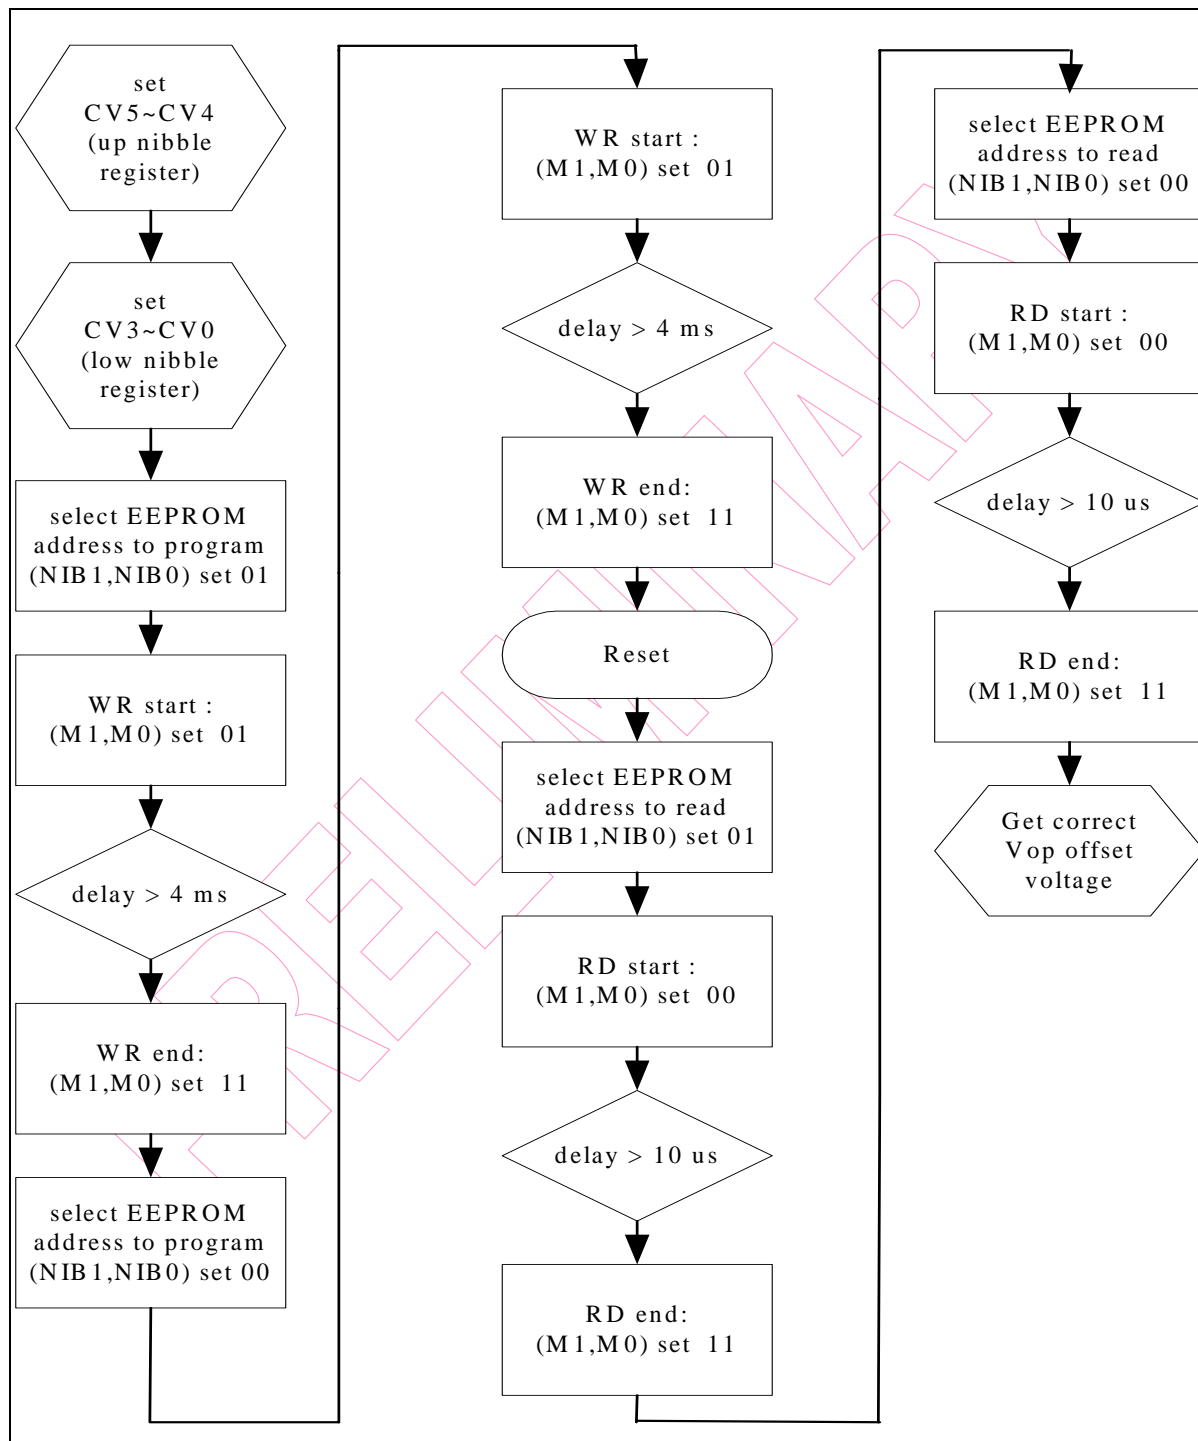 set
CV5~CV4
(up nibble
register)
set
CV3~CV0
(low nibble
register)
select EEPROM
address to program
(NIB1,NIB0) set 01
WR start :
(M1,M0) set 01
delay > 4 ms
WR end:
(M1,M0) set 11
select EEPROM
address to program
(NIB1,NIB0) set 00
WR start :
(M1,M0) set 01
delay > 4 ms
WR end:
(M1,M0) set 11
Reset
select EEPROM
address to read
(NIB1,NIB0) set 01
RD start :
(M1,M0) set 00
delay > 10 us
RD end:
(M1,M0) set 11
select EEPROM
address to read
(NIB1,NIB0) set 00
RD start :
(M1,M0) set 00
delay > 10 us
RD end:
(M1,M0) set 11
Get correct
Vop offset
voltage
PRELIMINARY